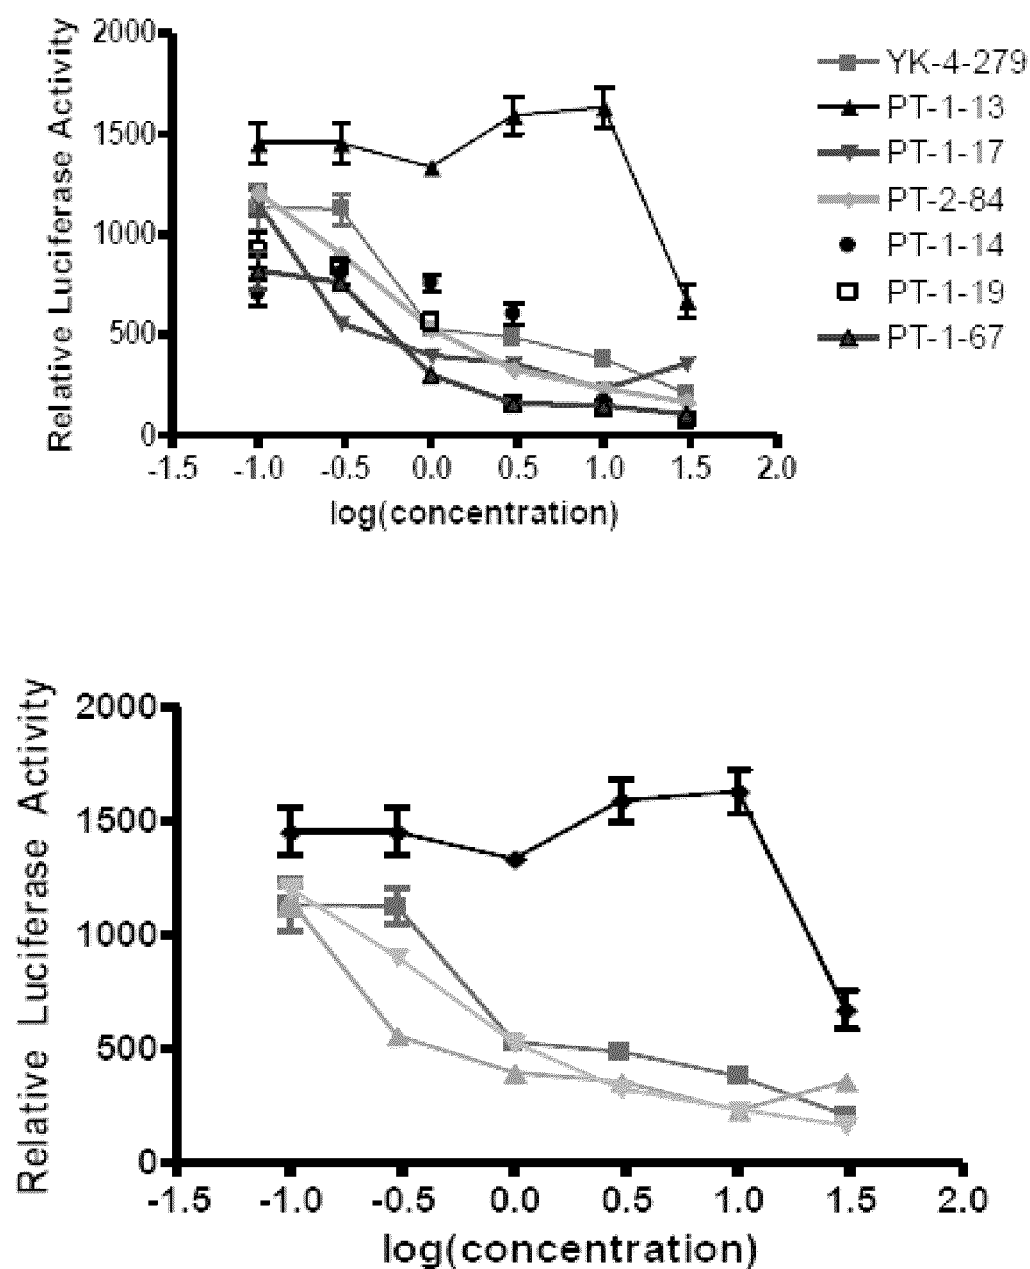 Relative Luciferase Activity
2000
1500
1000
500
0
-1.5 -1.0 -0.5 0.0 0.5 1.0 1.5 2.0
log(concentration)
YK-4-279
PT-1-13
PT-1-17
PT-2-84
PT-1-14
PT-1-19
PT-1-67
Relative Luciferase Activity
2000
1500
1000
500
0
-1.5 -1.0 -0.5 0.0 0.5 1.0 1.5 2.0
log(concentration)